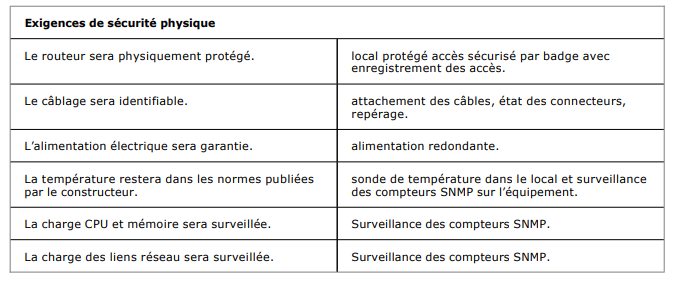 Exigences de sécurité physique
Le routeur sera physiquement protégé.
local protégé accès sécurisé par badge avec
enregistrement des accès.
Le câblage sera identifiable.
attachement des câbles, état des connecteurs,
repérage.
L’alimentation électrique sera garantie.
alimentation redondante.
La température restera dans les normes publiées
par le constructeur.
sonde de température dans le local et surveillance
des compteurs SNMP sur l’équipement.
La charge CPU et mémoire sera surveillée.
Surveillance des compteurs SNMP.
La charge des liens réseau sera surveillée.
Surveillance des compteurs SNMP.